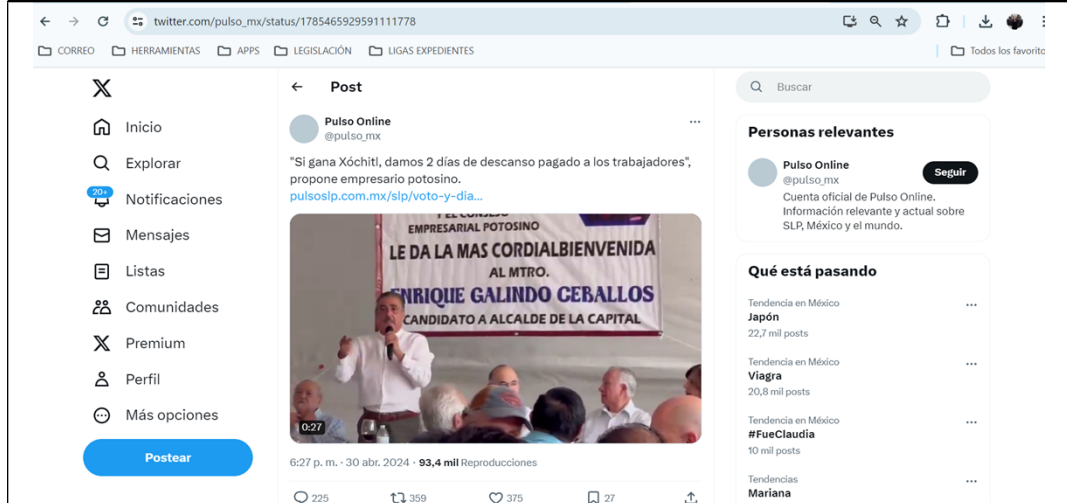 twitter.com/pulso_mx/status/1785465929591111778
CORREO
HERRAMIENTAS
APPS
LEGISLACIÓN
LIGAS EXPEDIENTES
Todos los favorito
Inicio
Explorar
20+
Notificaciones
Mensajes
Listas
Comunidades
Premium
Perfil
Más opciones
Postear
Post
Pulso Online
@pulso_mx
"Si gana Xóchitl, damos 2 días de descanso pagado a los trabajadores",
propone empresario potosino.
pulsoslp.com.mx/slp/voto-y-dia...
Y EL CONSEJO
EMPRESARIAL POTOSINO
LE DA LA MAS CORDIALBIENVENIDA
AL MTRO.
ENRIQUE GALINDO CEBALLOS
CANDIDATO A ALCALDE DE LA CAPITAL
0:27
6:27 p. m. · 30 abr. 2024 · 93,4 mil Reproducciones
225
359
375
27
Buscar
Personas relevantes
Pulso Online
@pulso_mx
Seguir
Cuenta oficial de Pulso Online.
Información relevante y actual sobre
SLP, México y el mundo.
Qué está pasando
Tendencia en México
Japón
22,7 mil posts
Tendencia en México
Viagra
20,8 mil posts
Tendencia en México
#FueClaudia
10 mil posts
Tendencias
Mariana